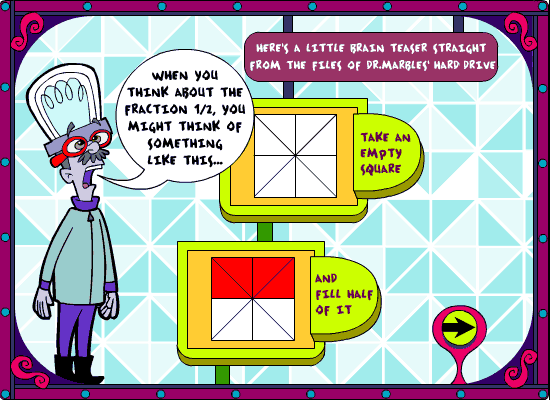 HERE'S A LITTLE BRAIN TEASER STRAIGHT
FROM THE FILES OF DR.MARBLES' HARD DRIVE
WHEN YOU
THINK ABOUT THE
FRACTION 1/2, YOU
MIGHT THINK OF
SOMETHING
LIKE THIS...
TAKE AN
EMPTY
SQUARE
AND
FILL HALF
OF IT